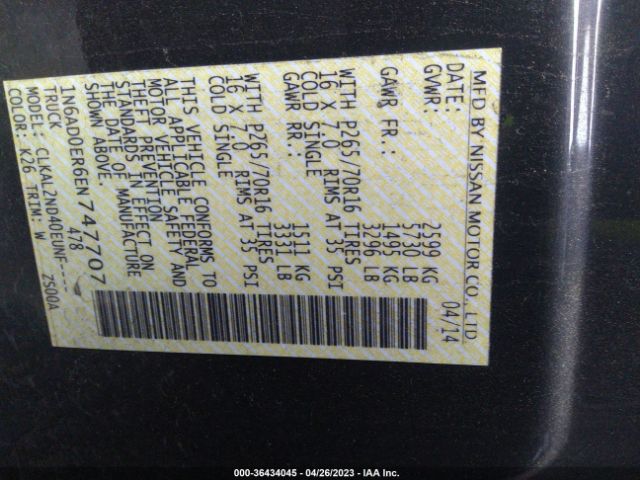 MFD BY NISSAN MOTOR CO., LTD.
DATE: 04/14
GVWR: 2599 KG
5730 LB
GAWR FR.: 1495 KG
3296 LB
WITH P265/70R16 TIRES
16 X 7.0 RIMS AT 35 PSI
COLD SINGLE
GAWR RR.: 1511 KG
3331 LB
WITH P265/70R16 TIRES
16 X 7.0 RIMS AT 35 PSI
COLD SINGLE
THIS VEHICLE CONFORMS TO
ALL APPLICABLE FEDERAL
MOTOR VEHICLE SAFETY AND
THEFT PREVENTION
STANDARDS IN EFFECT ON
THE DATE OF MANUFACTURE
SHOWN ABOVE.
1N6AD0ER6EN747707
TRUCK 478
MODEL: CLKALZND40EUNF-----
COLOR: K26 TRIM: W ZS00A
000-36434045 - 04/26/2023 - IAA Inc.